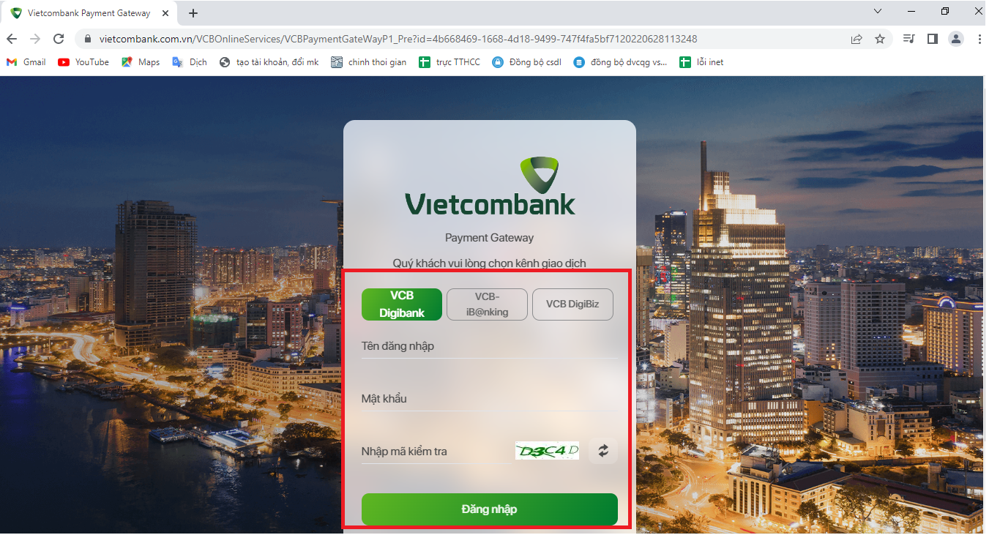 Vietcombank Payment Gateway
vietcombank.com.vn/VCBOnlineServices/VCBPaymentGateWayP1_Pre?id=4b668469-1668-4d18-9499-747f4fa5bf7120220628113248
Gmail YouTube Maps Dịch tạo tài khoản, đổi mk chinh thoi gian trực TTHCC Đồng bộ csdl đồng bộ dvcqg vs... lỗi inet
Vietcombank
Payment Gateway
Quý khách vui lòng chọn kênh giao dịch
VCB Digibank
VCB-iB@nking
VCB DigiBiz
Tên đăng nhập
Mật khẩu
Nhập mã kiểm tra D3C4D
Đăng nhập